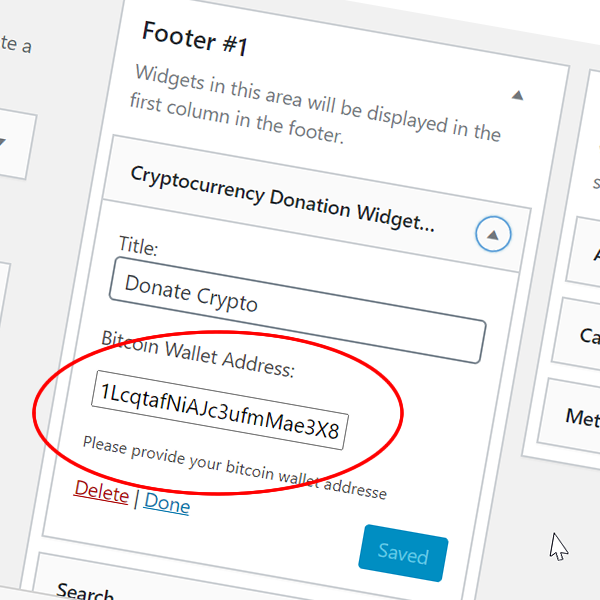 te a
Footer #1
Widgets in this area will be displayed in the
first column in the footer.
Cryptocurrency Donation Widget...
Title:
Donate Crypto
Bitcoin Wallet Address:
1LcqtafNiAJc3ufmMae3X8
Please provide your bitcoin wallet addresse
Delete | Done
Saved
Search
s
A
Ca
Met